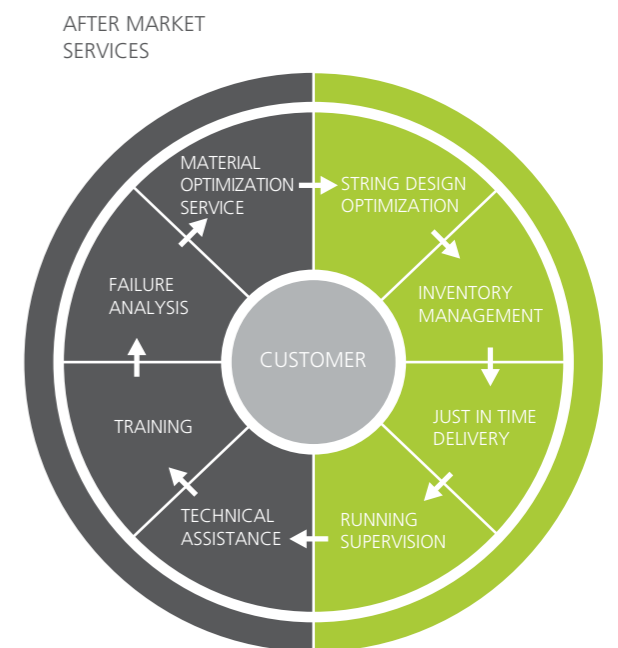 AFTER MARKET
SERVICES
MATERIAL
OPTIMIZATION
SERVICE
STRING DESIGN
OPTIMIZATION
INVENTORY
MANAGEMENT
JUST IN TIME
DELIVERY
RUNNING
SUPERVISION
TECHNICAL
ASSISTANCE
TRAINING
FAILURE
ANALYSIS
CUSTOMER